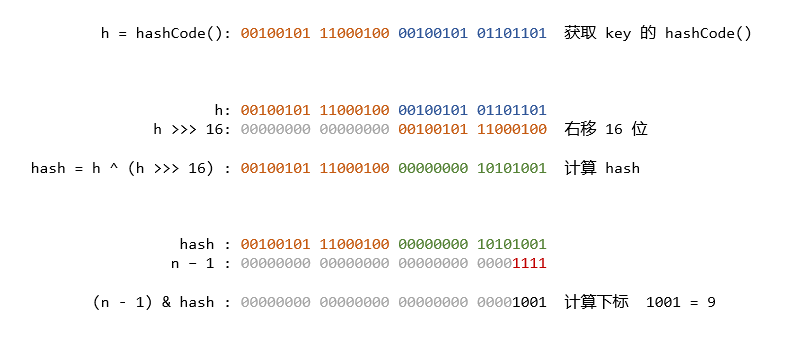 h = hashCode(): 00100101 11000100 00100101 01101101 获取 key 的 hashCode()
h: 00100101 11000100 00100101 01101101
h >>> 16: 00000000 00000000 00100101 11000100 右移 16 位
hash = h ^ (h >>> 16) : 00100101 11000100 00000000 10101001 计算 hash
hash : 00100101 11000100 00000000 10101001
n – 1 : 00000000 00000000 00000000 00001111
(n - 1) & hash : 00000000 00000000 00000000 00001001 计算下标 1001 = 9